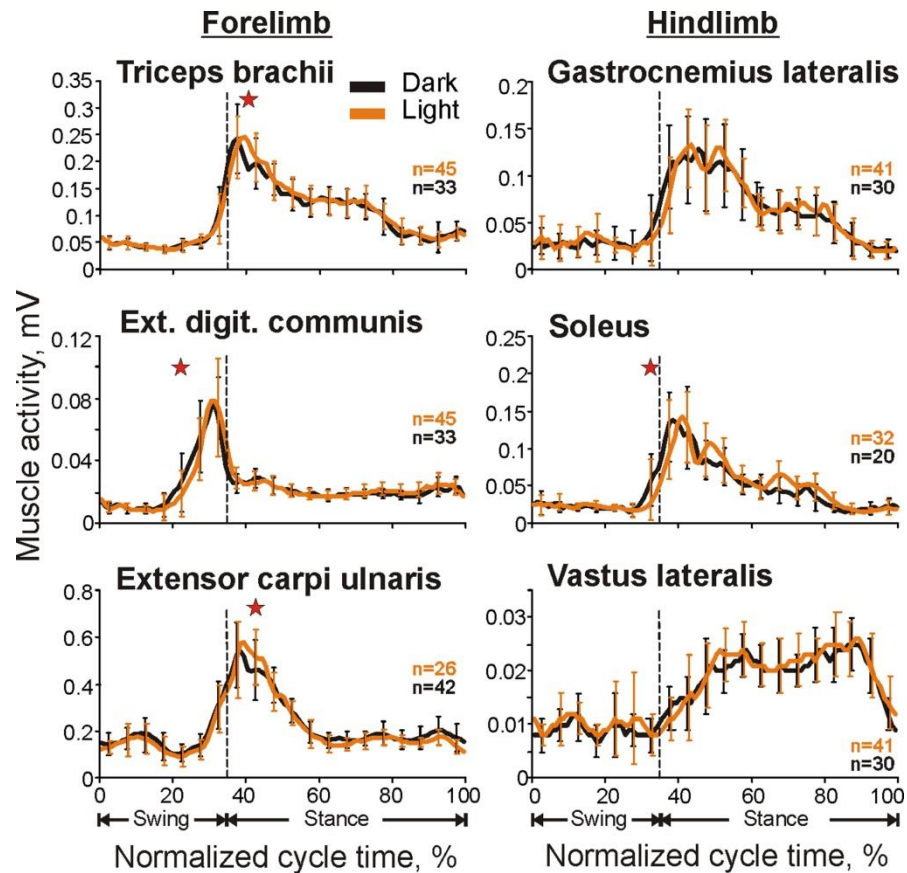 Forelimb
Hindlimb
Triceps brachii
Dark
Light
n=45
n=33
0.35
0.3
0.25
0.2
0.15
0.1
0.05
0
Gastrocnemius lateralis
n=41
n=30
0.2
0.15
0.1
0.05
0
Muscle activity, mV
Ext. digit. communis
n=45
n=33
0.12
0.08
0.04
0
Soleus
n=32
n=20
0.25
0.2
0.15
0.1
0.05
0
Extensor carpi ulnaris
n=26
n=42
0.8
0.6
0.4
0.2
0
Vastus lateralis
n=41
n=30
0.03
0.02
0.01
0
0 20 40 60 80 100
Swing Stance
Normalized cycle time, %
0 20 40 60 80 100
Swing Stance
Normalized cycle time, %